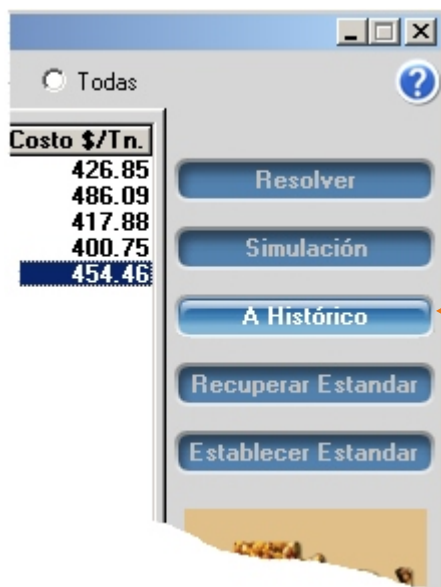 Todas
?
Costo $/Tn.
426.85
486.09
417.88
400.75
454.46
Resolver
Simulación
A Histórico
Recuperar Estandar
Establecer Estandar